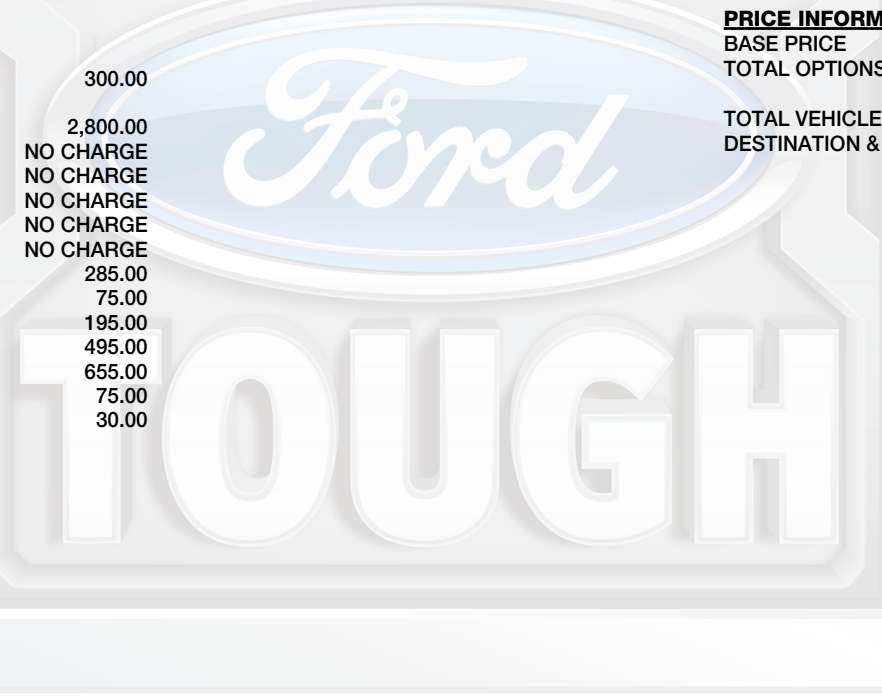 300.00
2,800.00
NO CHARGE
NO CHARGE
NO CHARGE
NO CHARGE
NO CHARGE
285.00
75.00
195.00
495.00
655.00
75.00
30.00
PRICE INFORM
BASE PRICE
TOTAL OPTIONS
TOTAL VEHICLE
DESTINATION &
Ford
TOUGH